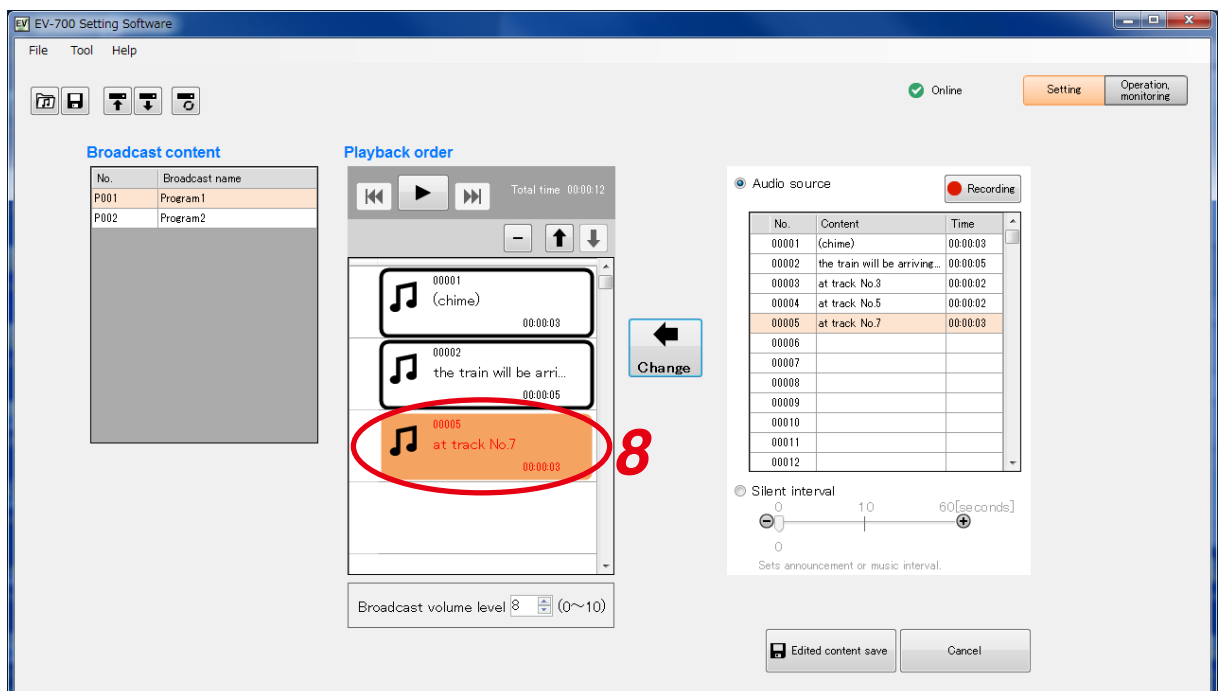 EV EV-700 Setting Software
File Tool Help
Online
Setting
Operation,
monitoring
Broadcast content
No. Broadcast name
P001 Program1
P002 Program2
Playback order
Total time 00:00:12
00001
(chime)
00:00:03
00002
the train will be arri...
00:00:05
00005
at track No.7
00:00:03
8
Broadcast volume level 8 (0～10)
Change
Audio source
Recording
No. Content Time
00001 (chime) 00:00:03
00002 the train will be arriving... 00:00:05
00003 at track No.3 00:00:02
00004 at track No.5 00:00:02
00005 at track No.7 00:00:03
00006
00007
00008
00009
00010
00011
00012
Silent interval
0 10 60[seconds]
0
Sets announcement or music interval.
Edited content save
Cancel